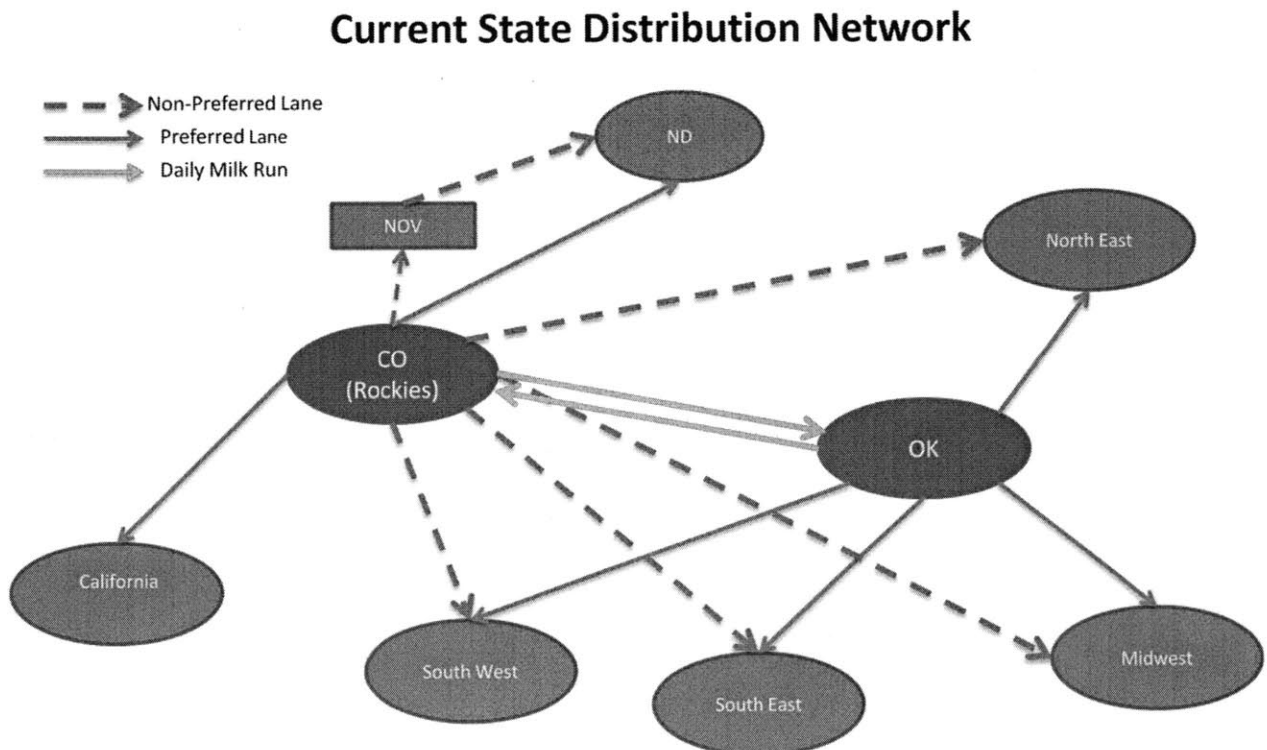 Current State Distribution Network
Non-Preferred Lane
Preferred Lane
Daily Milk Run
ND
NOV
North East
CO
(Rockies)
OK
California
South West
South East
Midwest